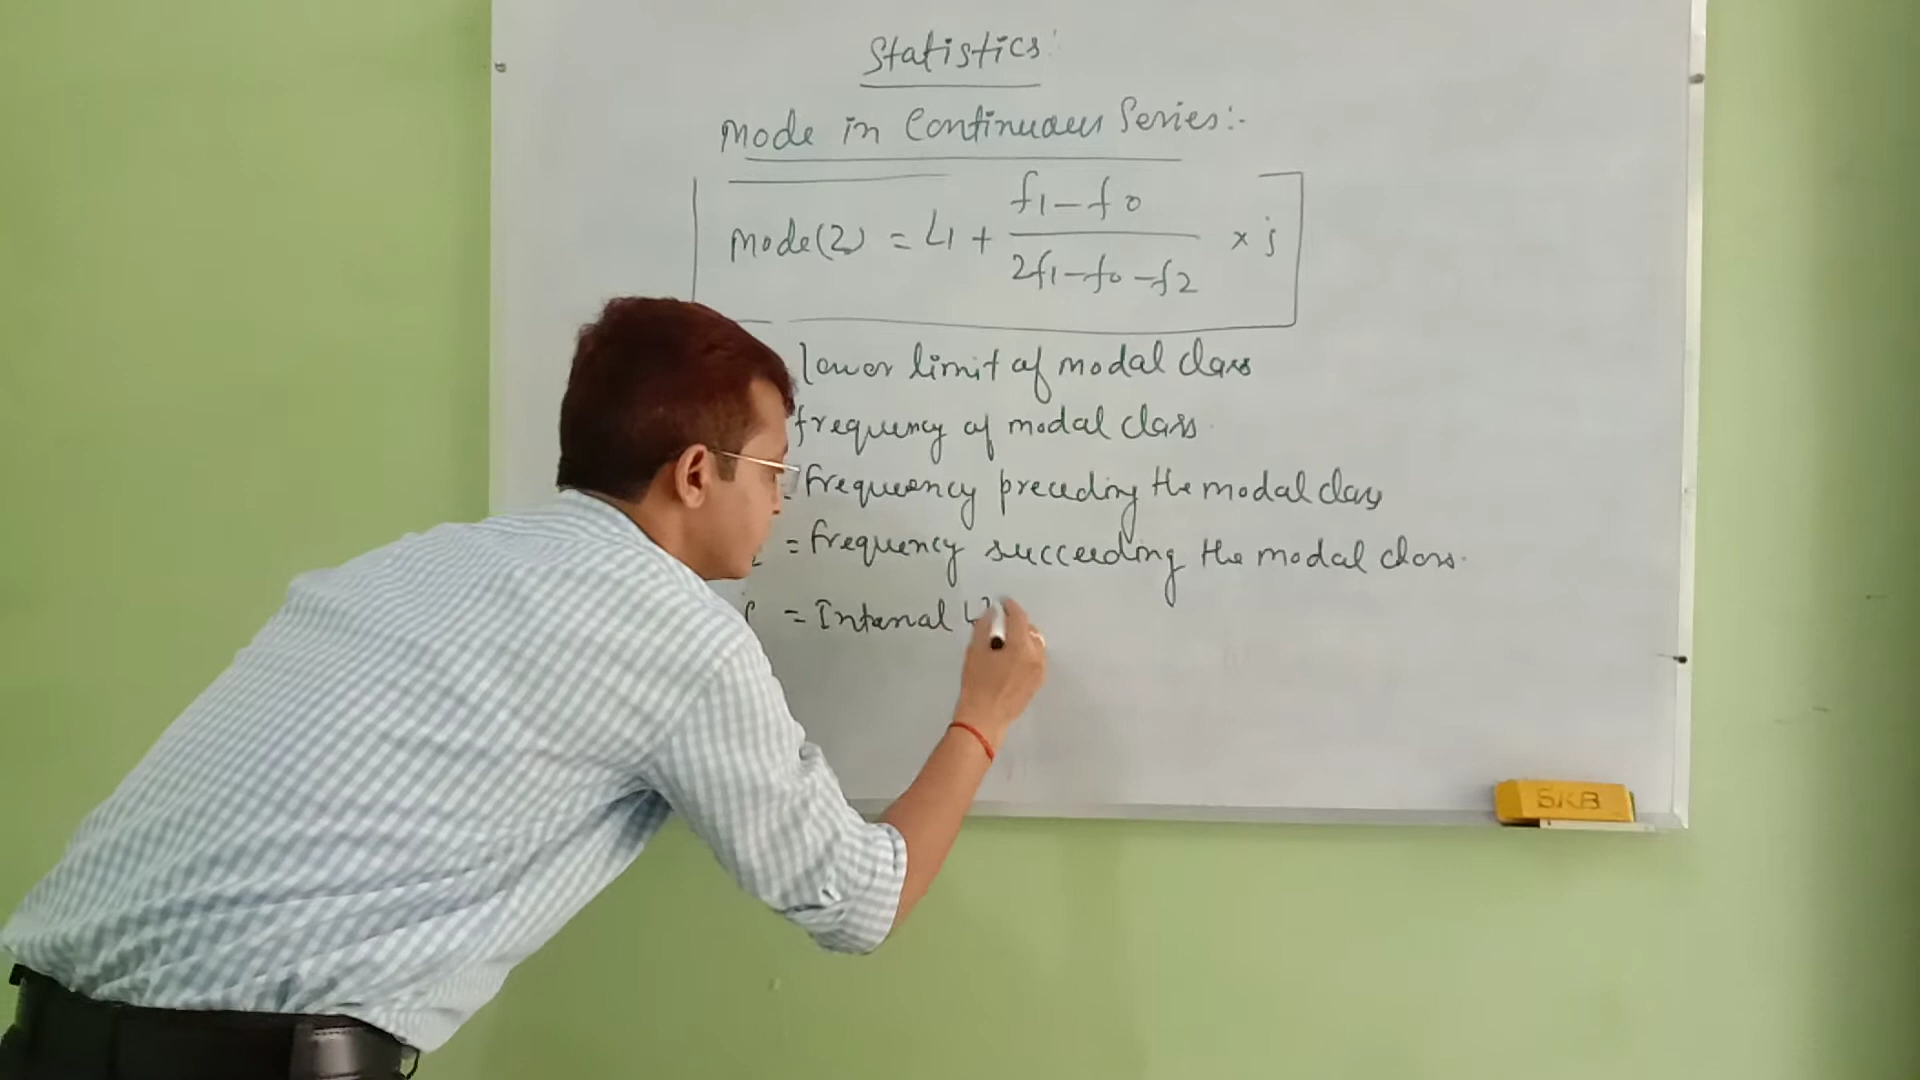 Statistics:
Mode in Continuous Series:-
Mode(Z) = L1 + f1-f0 / 2f1-f0-f2 × i
lower limit of modal class
frequency of modal class
frequency preceding the modal class
= frequency succeeding the modal class.
i = Interval
SKB